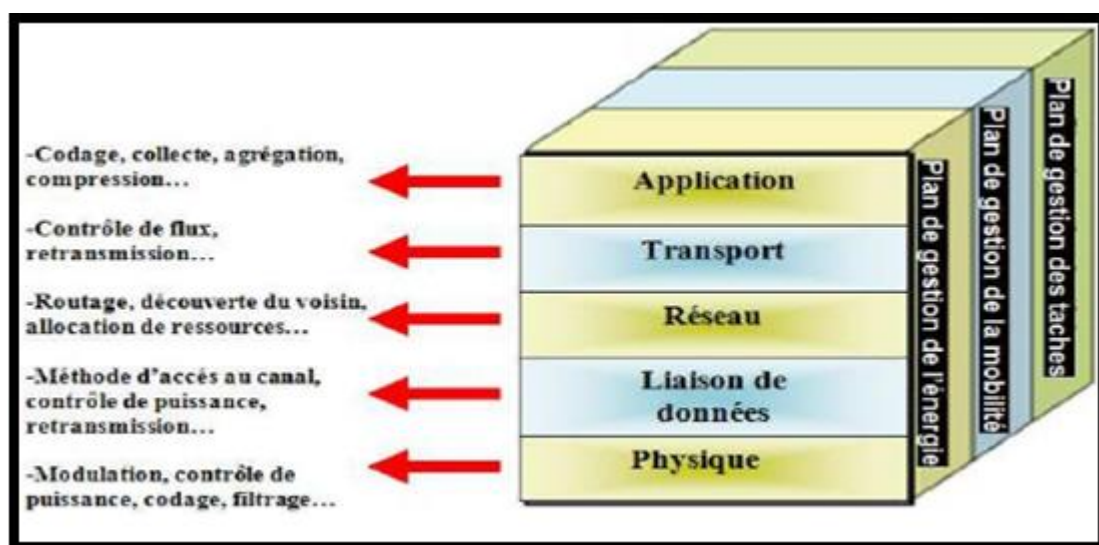 -Codage, collecte, agrégation,
compression...
-Contrôle de flux,
retransmission...
-Routage, découverte du voisin,
allocation de ressources...
-Méthode d'accés au canal,
contrôle de puissance,
retransmission...
-Modulation, contrôle de
puissance, codage, filtrage...
Application
Transport
Réseau
Liaison de
données
Physique
Plan de gestion de l'énergie
Plan de gestion de la mobilité
Plan de gestion des taches